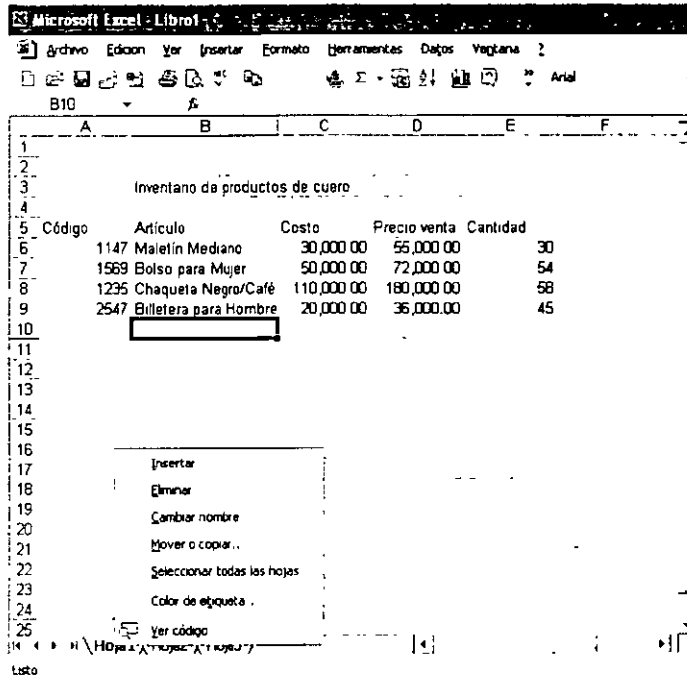 Microsoft Excel - Libro1
Archivo Edicion Ver Insertar Formato Herramientas Datos Ventana ?
Σ Arial
B10 fx
A B C D E F
1
2
3 Inventario de productos de cuero
4
5 Código Artículo Costo Precio venta Cantidad
6 1147 Maletín Mediano 30,000 00 55,000.00 30
7 1569 Bolso para Mujer 50,000 00 72,000 00 54
8 1235 Chaqueta Negro/Café 110,000 00 180,000 00 58
9 2547 Billetera para Hombre 20,000 00 36,000.00 45
10
11
12
13
14
15
16
17 Insertar
18 Eliminar
19 Cambiar nombre
20
21 Mover o copiar..
22 Seleccionar todas las hojas
23
24 Color de etiqueta .
25 Ver código
Hoja1 Hoja2 Hoja3
Listo